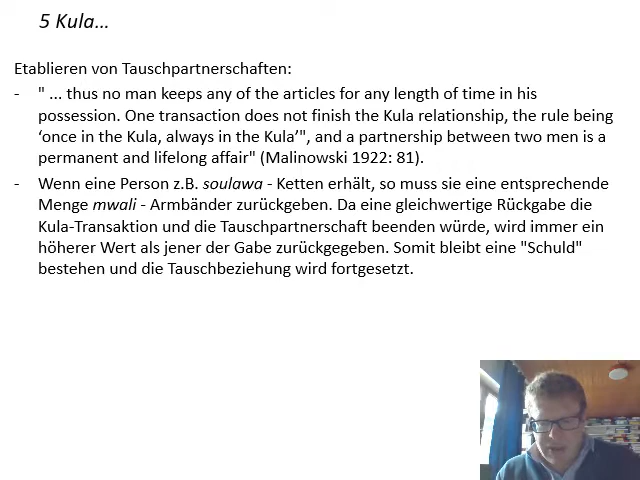 5 Kula...
Etablieren von Tauschpartnerschaften:
- " ... thus no man keeps any of the articles for any length of time in his
possession. One transaction does not finish the Kula relationship, the rule being
‘once in the Kula, always in the Kula’", and a partnership between two men is a
permanent and lifelong affair" (Malinowski 1922: 81).
- Wenn eine Person z.B. soulawa - Ketten erhält, so muss sie eine entsprechende
Menge mwali - Armbänder zurückgeben. Da eine gleichwertige Rückgabe die
Kula-Transaktion und die Tauschpartnerschaft beenden würde, wird immer ein
höherer Wert als jener der Gabe zurückgegeben. Somit bleibt eine "Schuld"
bestehen und die Tauschbeziehung wird fortgesetzt.